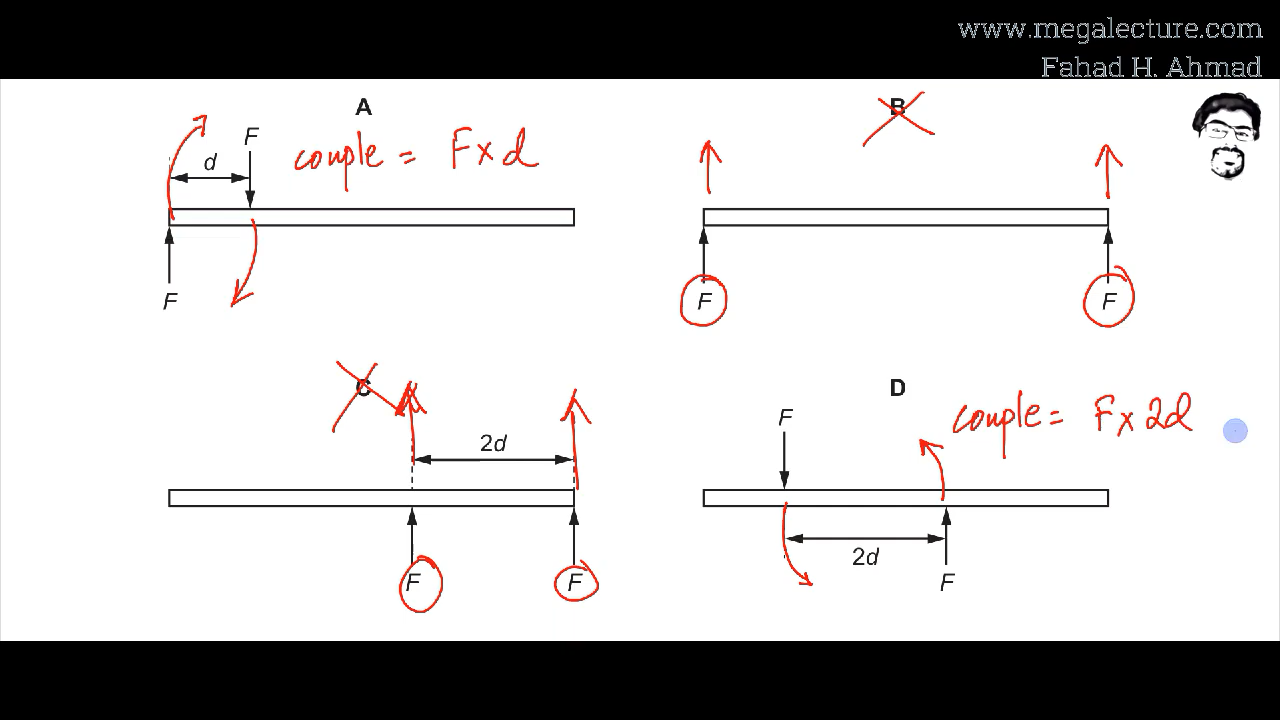 www.megalecture.com
Fahad H. Ahmad
A
F
d
couple = F x d
F
B
F
F
C
2d
F
F
D
F
couple = F x 2d
2d
F